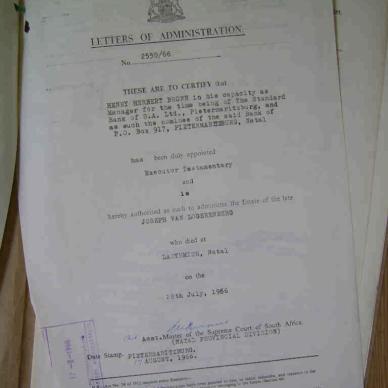 LETTERS OF ADMINISTRATION.
No. 2550/66
THESE ARE TO CERTIFY that
HENRY HERBERT BROWN in his capacity as
Manager for the time being of The Standard
Bank of S.A. Ltd., Pietermaritzburg, and
as such the nominee of the said Bank of
P.O. Box 917, PIETERMARITZBURG, Natal
has been duly appointed
Executor Testamentary
and
is
hereby authorised as such to administer the Estate of the late
JOSEPH VAN LOGGERENBERG
who died at
LADYSMITH, Natal
on the
28th July, 1966
Asst. Master of the Supreme Court of South Africa.
(NATAL PROVINCIAL DIVISION)
Date Stamp. PIETERMARITZBURG.
AUGUST, 1966.